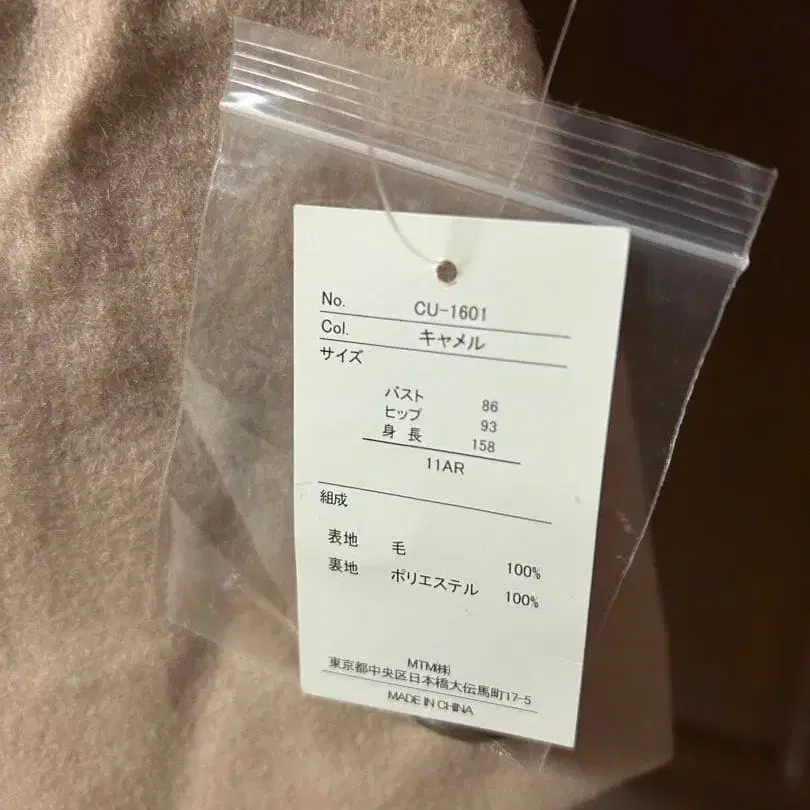 No. CU-1601
Col. キャメル
サイズ
バスト 86
ヒップ 93
身長 158
11AR
組成
表地 毛 100%
裏地 ポリエステル 100%
MTM㈱
東京都中央区日本橋大伝馬町17-5
MADE IN CHINA